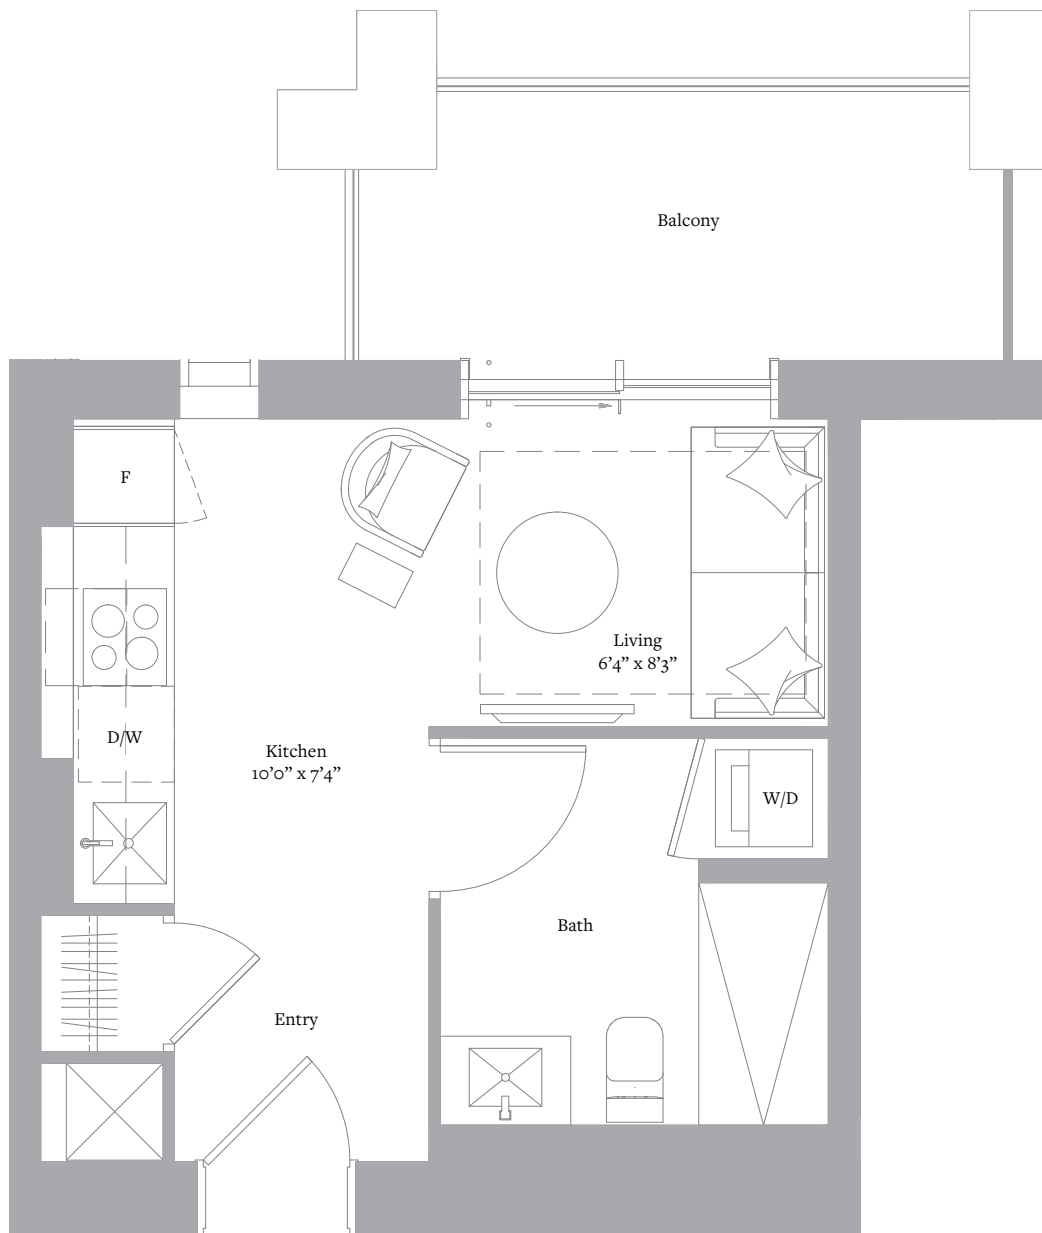 Balcony
F
Living
6’4” x 8’3”
D/W
Kitchen
10’0” x 7’4”
W/D
Bath
Entry